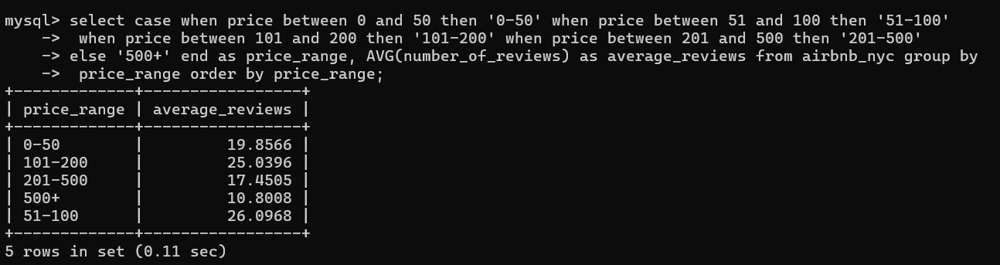 mysql> select case when price between 0 and 50 then '0-50' when price between 51 and 100 then '51-100'
    ->  when price between 101 and 200 then '101-200' when price between 201 and 500 then '201-500'
    -> else '500+' end as price_range, AVG(number_of_reviews) as average_reviews from airbnb_nyc group by
    ->  price_range order by price_range;
+-------------+-----------------+
| price_range | average_reviews |
+-------------+-----------------+
| 0-50        |         19.8566 |
| 101-200     |         25.0396 |
| 201-500     |         17.4505 |
| 500+        |         10.8008 |
| 51-100      |         26.0968 |
+-------------+-----------------+
5 rows in set (0.11 sec)